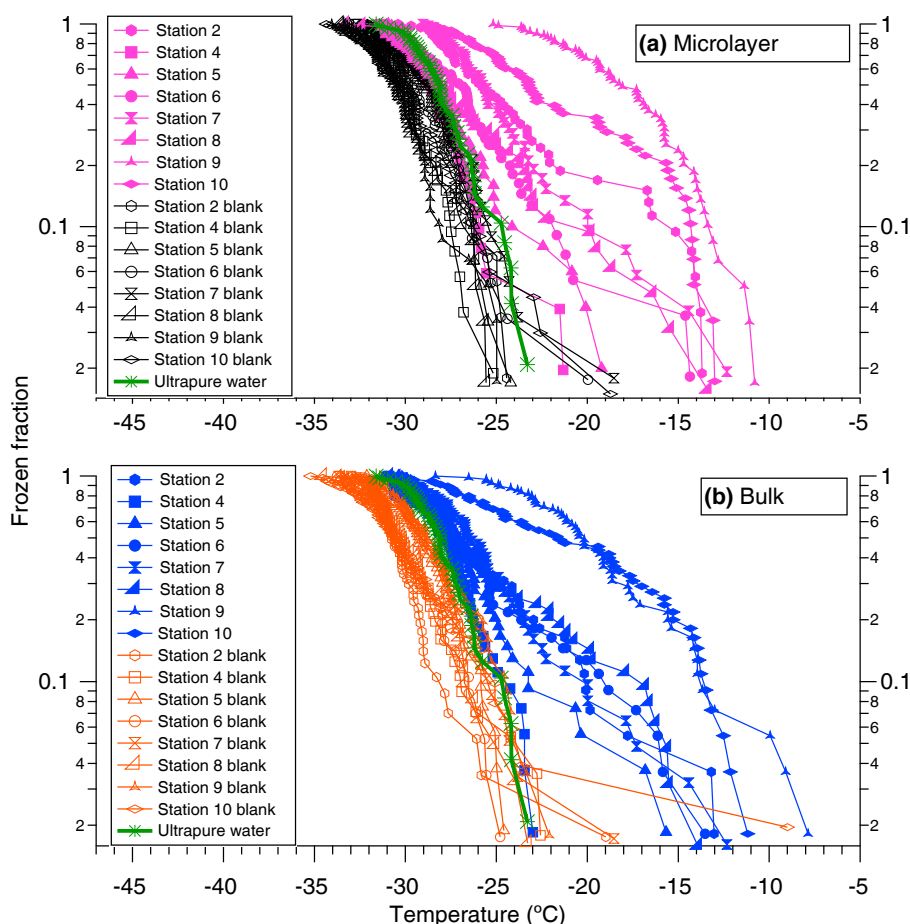 (a) Microlayer
1
8
6
4
2
0.1
8
6
4
2
Station 2
Station 4
Station 5
Station 6
Station 7
Station 8
Station 9
Station 10
Station 2 blank
Station 4 blank
Station 5 blank
Station 6 blank
Station 7 blank
Station 8 blank
Station 9 blank
Station 10 blank
Ultrapure water
1
8
6
4
2
0.1
8
6
4
2
-45 -40 -35 -30 -25 -20 -15 -10 -5
Frozen fraction
(b) Bulk
1
8
6
4
2
0.1
8
6
4
2
Station 2
Station 4
Station 5
Station 6
Station 7
Station 8
Station 9
Station 10
Station 2 blank
Station 4 blank
Station 5 blank
Station 6 blank
Station 7 blank
Station 8 blank
Station 9 blank
Station 10 blank
Ultrapure water
1
8
6
4
2
0.1
8
6
4
2
-45 -40 -35 -30 -25 -20 -15 -10 -5
Temperature (ºC)